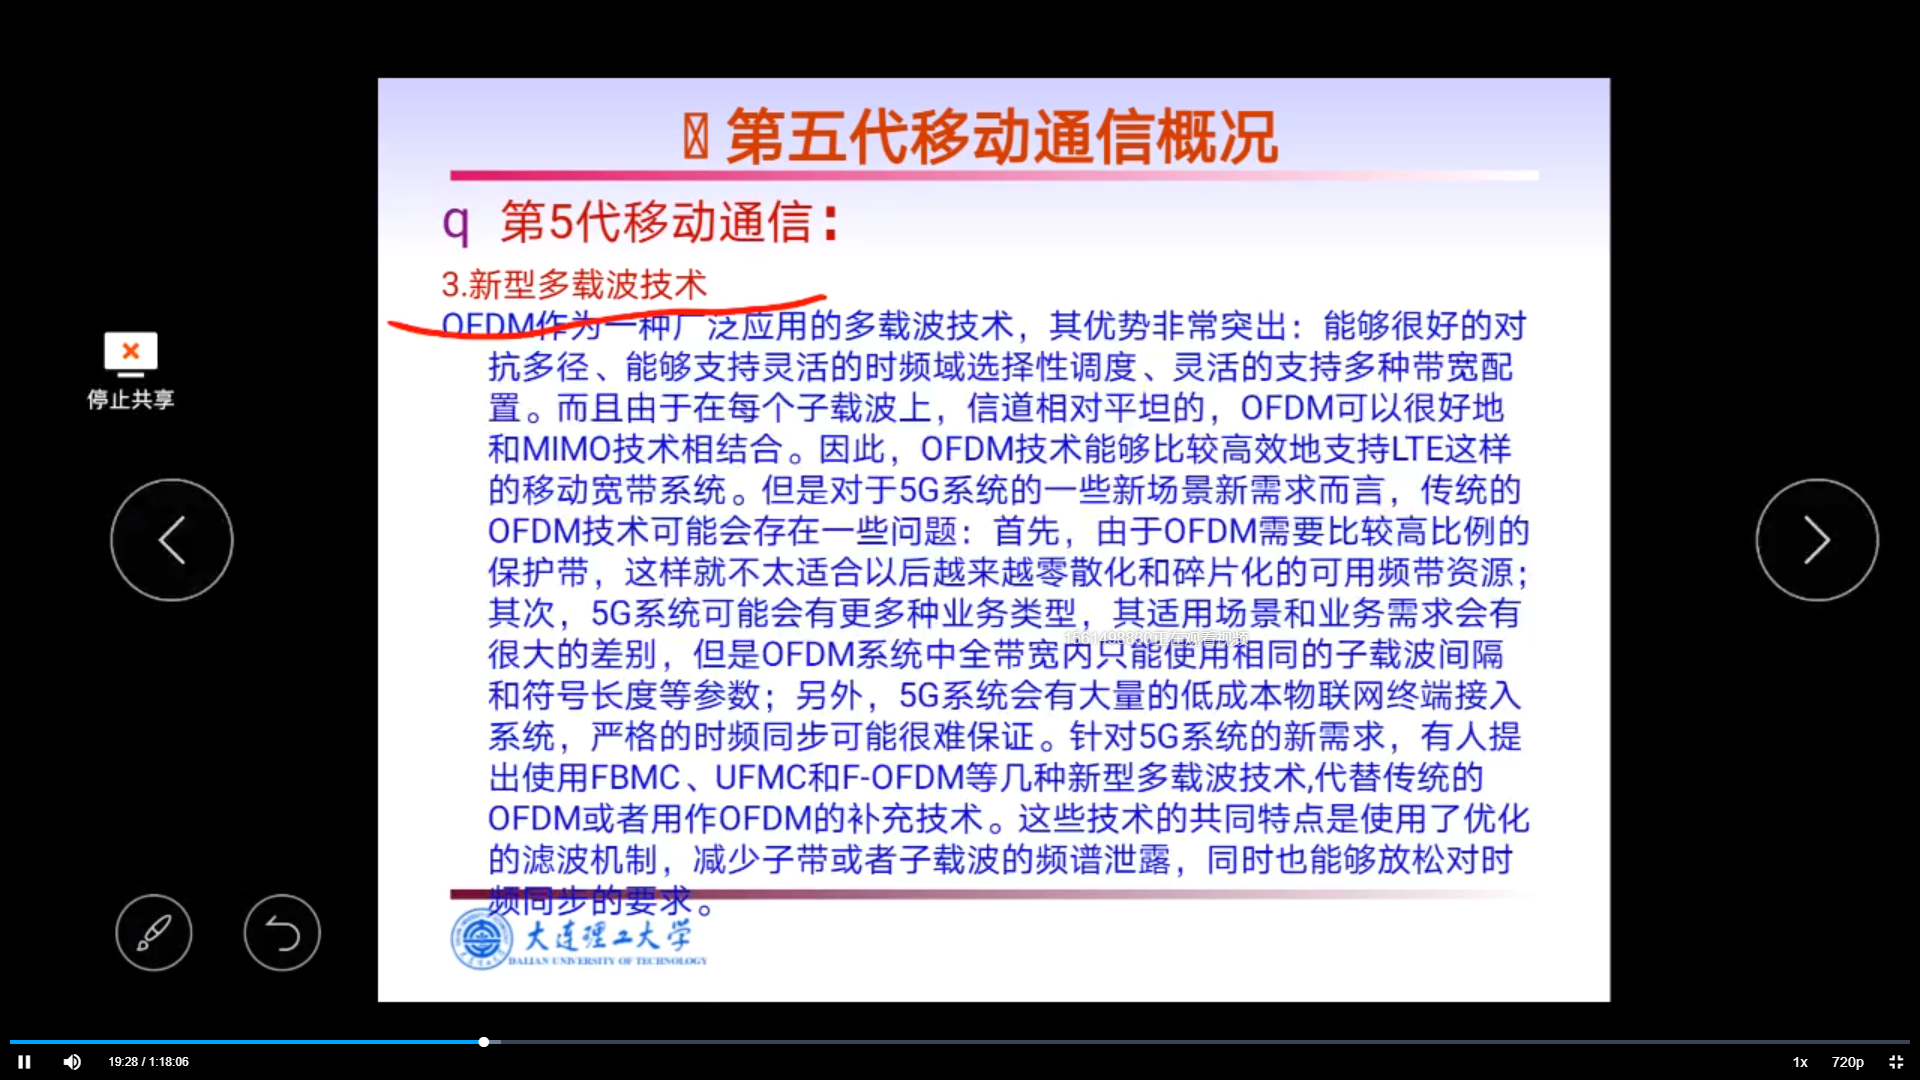 第五代移动通信概况
q 第5代移动通信：
3.新型多载波技术
OFDM作为一种广泛应用的多载波技术，其优势非常突出：能够很好的对
抗多径、能够支持灵活的时频域选择性调度、灵活的支持多种带宽配
置。而且由于在每个子载波上，信道相对平坦的，OFDM可以很好地
和MIMO技术相结合。因此，OFDM技术能够比较高效地支持LTE这样
的移动宽带系统。但是对于5G系统的一些新场景新需求而言，传统的
OFDM技术可能会存在一些问题：首先，由于OFDM需要比较高比例的
保护带，这样就不太适合以后越来越零散化和碎片化的可用频带资源；
其次，5G系统可能会有更多种业务类型，其适用场景和业务需求会有
很大的差别，但是OFDM系统中全带宽内只能使用相同的子载波间隔
和符号长度等参数；另外，5G系统会有大量的低成本物联网终端接入
系统，严格的时频同步可能很难保证。针对5G系统的新需求，有人提
出使用FBMC、UFMC和F-OFDM等几种新型多载波技术,代替传统的
OFDM或者用作OFDM的补充技术。这些技术的共同特点是使用了优化
的滤波机制，减少子带或者子载波的频谱泄露，同时也能够放松对时
频同步的要求。
大连理工大学
DALIAN UNIVERSITY OF TECHNOLOGY
停止共享
正在观看视频
19:28 / 1:18:06
1x
720p